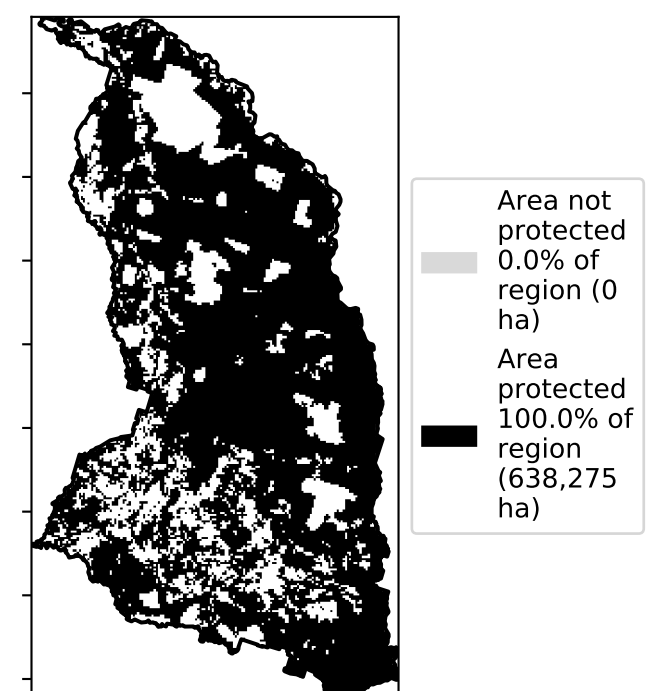 Area not
protected
0.0% of
region (0
ha)
Area
protected
100.0% of
region
(638,275
ha)